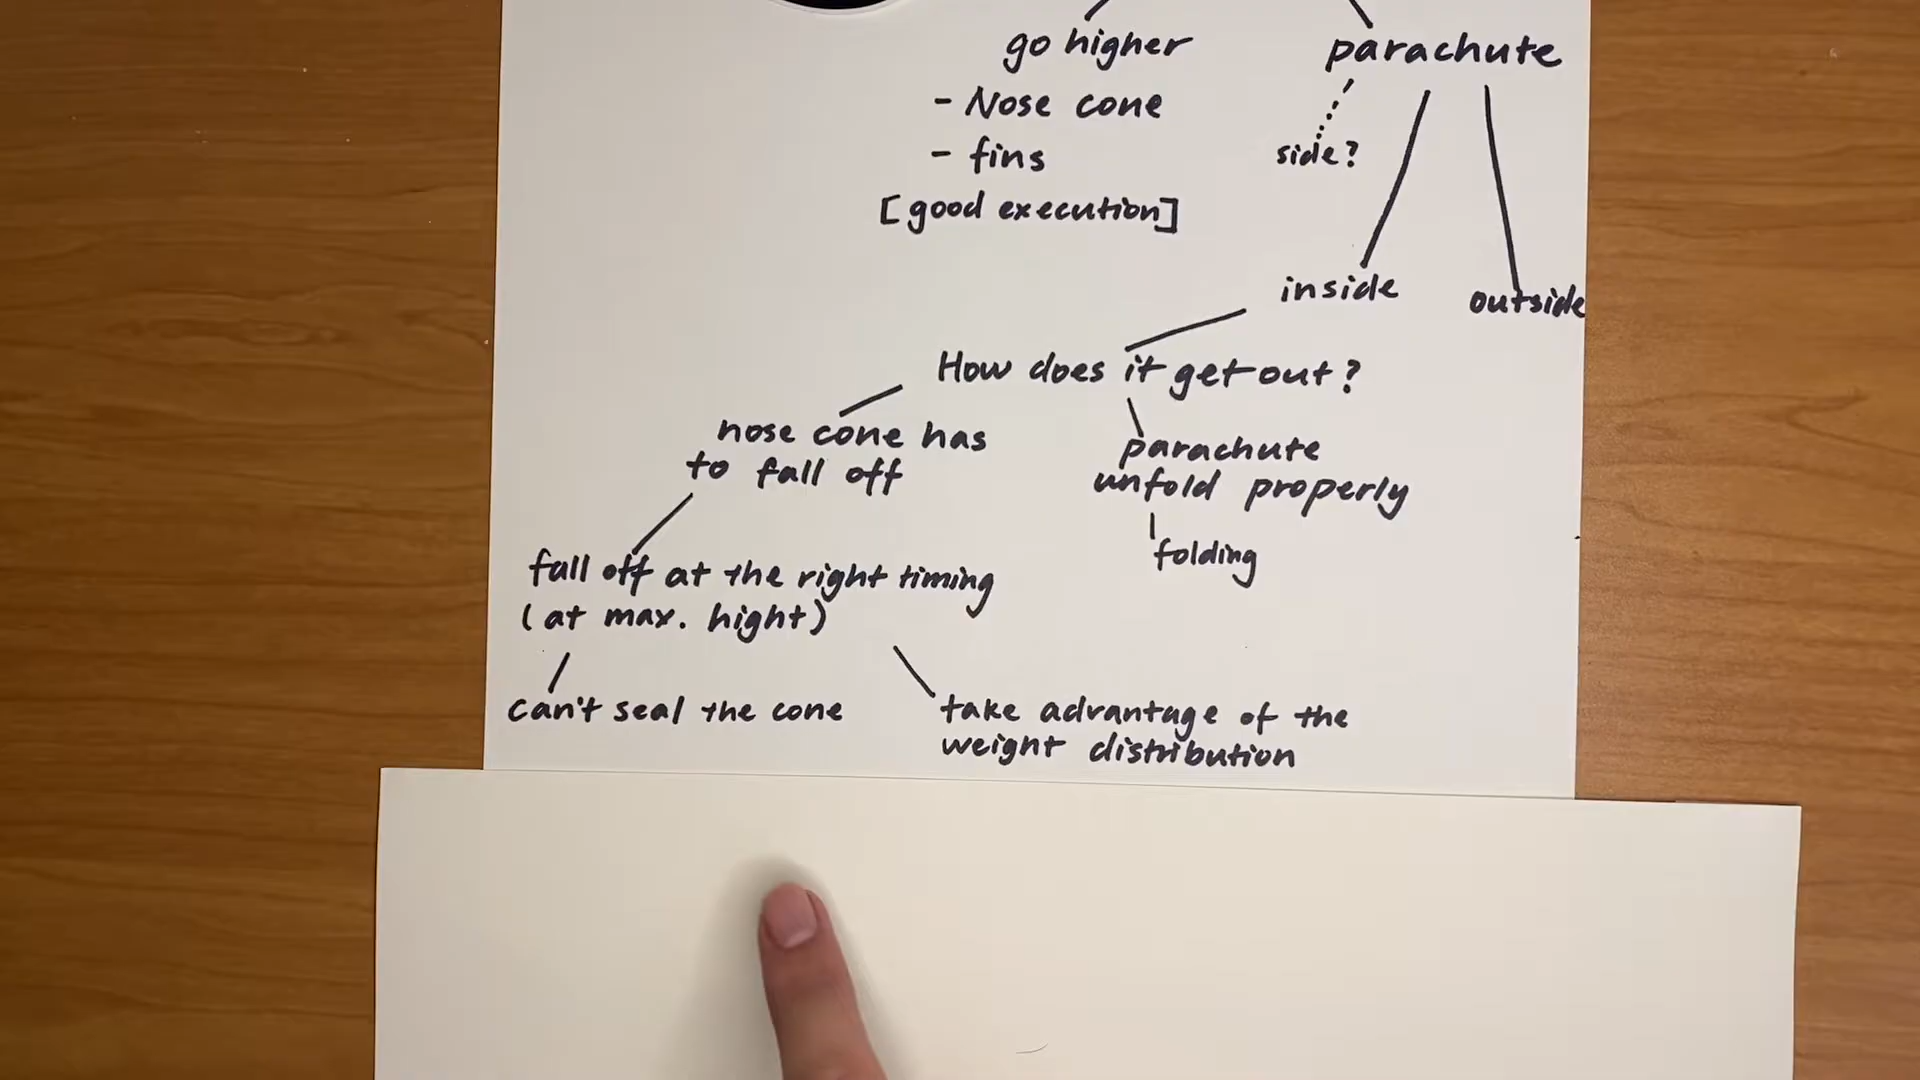 go higher
- Nose cone
- fins
[good execution]
parachute
side?
inside
outside
How does it get out?
nose cone has
to fall off
parachute
unfold properly
folding
fall off at the right timing
(at max. hight)
can't seal the cone
take advantage of the
weight distribution